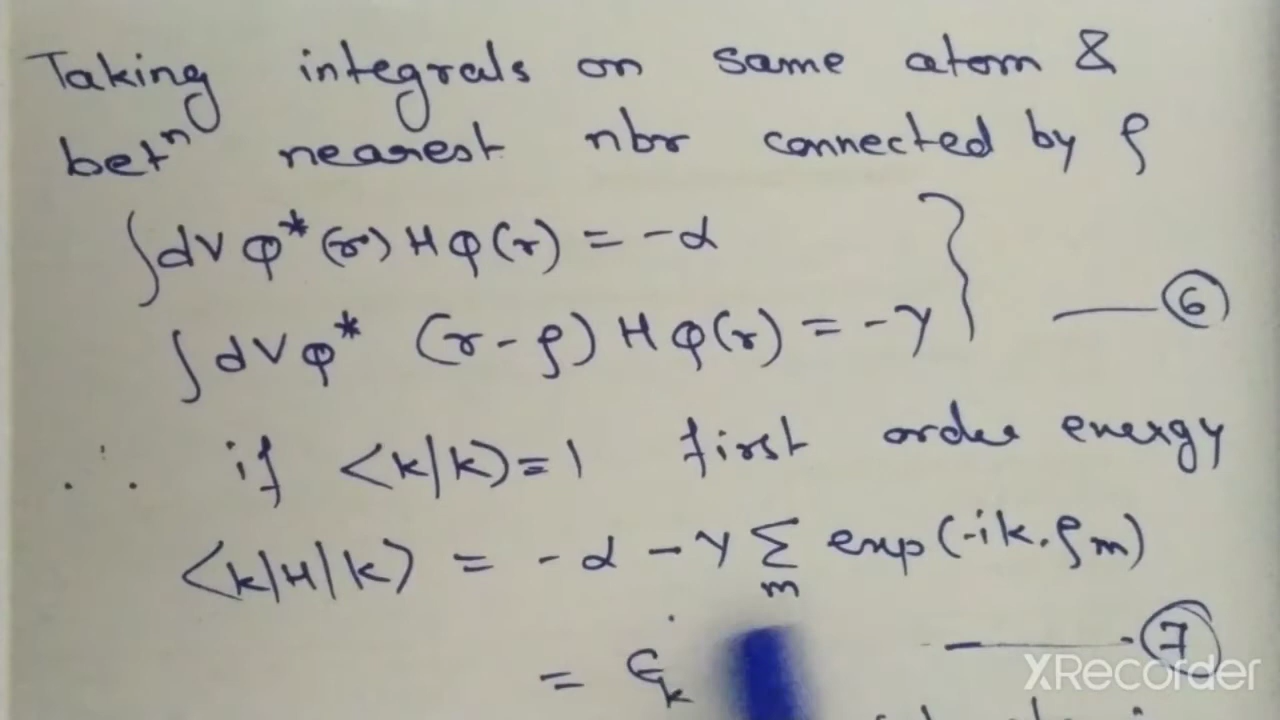 Taking integrals on same atom &
betⁿ nearest nbr connected by ρ
∫dV φ*(r) H φ(r) = -α
∫dV φ* (r-ρ) H φ(r) = -γ } —— ⑥
∴ if <k|k> = 1 first order energy
<k|H|k> = -α - γ Σₘ exp(-ik.ρm)
= ϵk —— ⑦
XRecorder